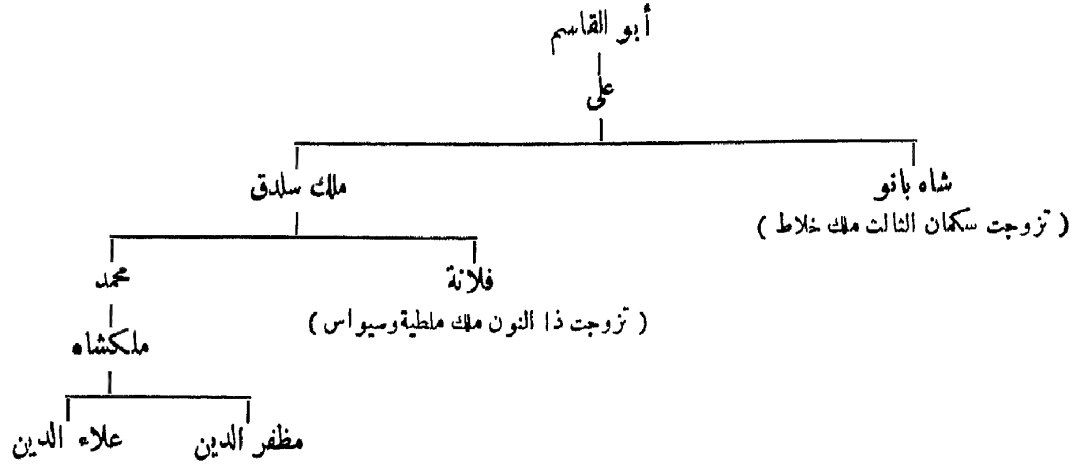 أبو القاسم
على
شاه بانو
ملك سلدق
( تزوجت سكمان الثالث ملك خلاط )
فلانة
محمد
( تزوجت ذا النون ملك ملطية وسيواس )
ملكشاه
مظفر الدين
علاء الدين